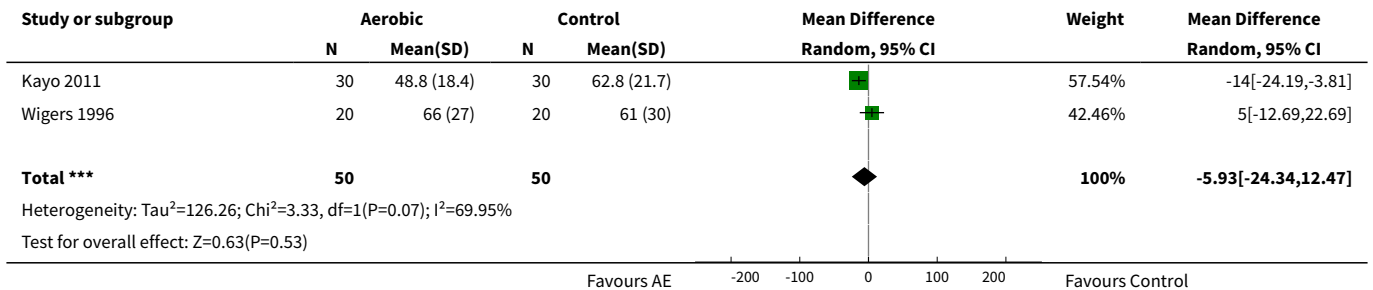 Study or subgroup Aerobic Control Mean Difference Weight Mean Difference
N Mean(SD) N Mean(SD) Random, 95% CI Random, 95% CI
Kayo 2011 30 48.8 (18.4) 30 62.8 (21.7) 57.54% -14[-24.19,-3.81]
Wigers 1996 20 66 (27) 20 61 (30) 42.46% 5[-12.69,22.69]
Total *** 50 50 100% -5.93[-24.34,12.47]
Heterogeneity: Tau²=126.26; Chi²=3.33, df=1(P=0.07); I²=69.95%
Test for overall effect: Z=0.63(P=0.53)
Favours AE -200 -100 0 100 200 Favours Control